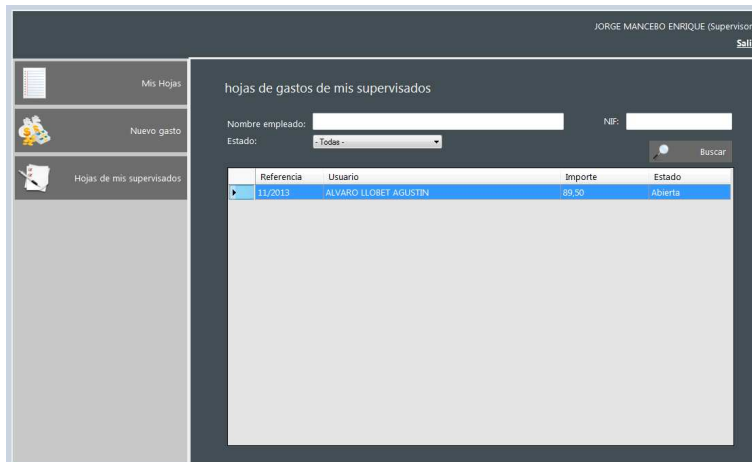 JORGE MANCEBO ENRIQUE (Supervisor
Sali
Mis Hojas
Nuevo gasto
Hojas de mis supervisados
hojas de gastos de mis supervisados
Nombre empleado:
NIF:
Estado:
- Todas -
Buscar
Referencia Usuario Importe Estado
11/2013 ALVARO LLOBET AGUSTIN 89,50 Abierta